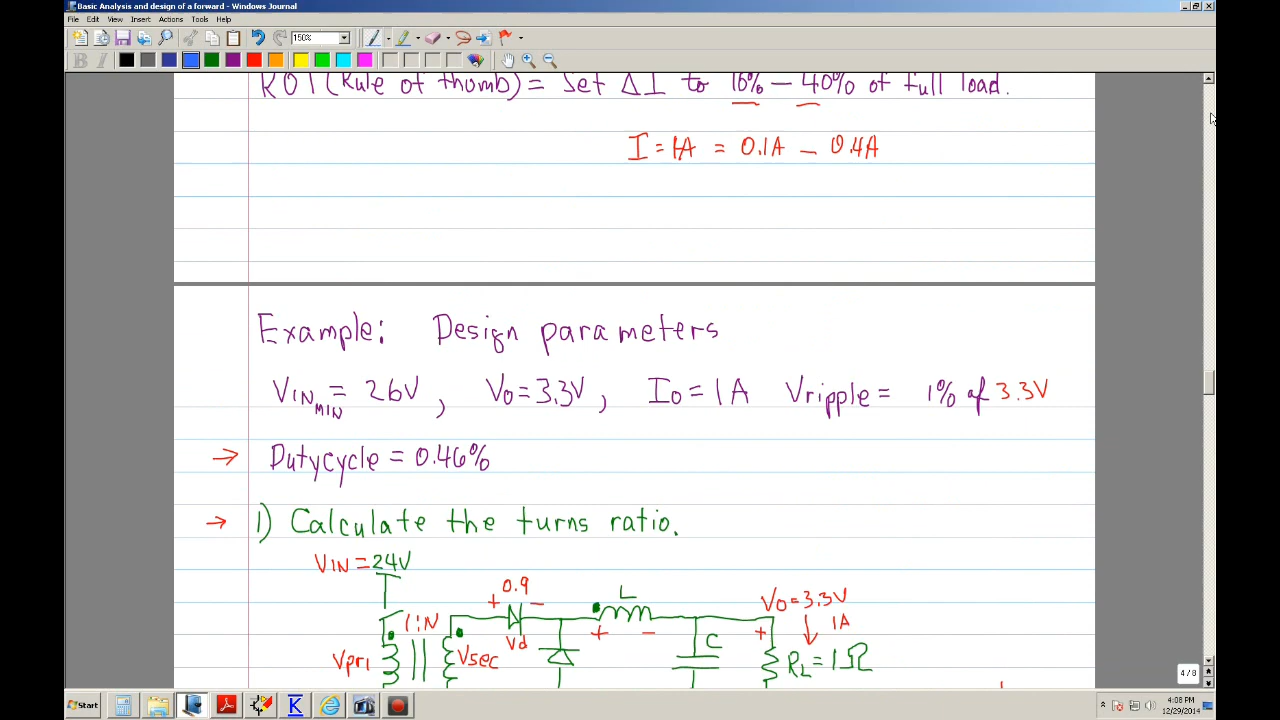 Basic Analysis and design of a forward - Windows Journal
File Edit View Insert Actions Tools Help
150%
B I
ROT (Rule of thumb) = Set ΔI to 10% - 40% of full load.
I = 1A = 0.1A - 0.4A
Example: Design parameters
VIN MIN = 26V, Vo = 3.3V, Io = 1A Vripple = 1% of 3.3V
→ Dutycycle = 0.46%
→ 1) Calculate the turns ratio.
VIN = 24V
0.9
+ - L Vo = 3.3V
1:N Vd + - + 1A
Vpri Vsec C RL = 1Ω
4/8
Start
4:08 PM
12/29/2014